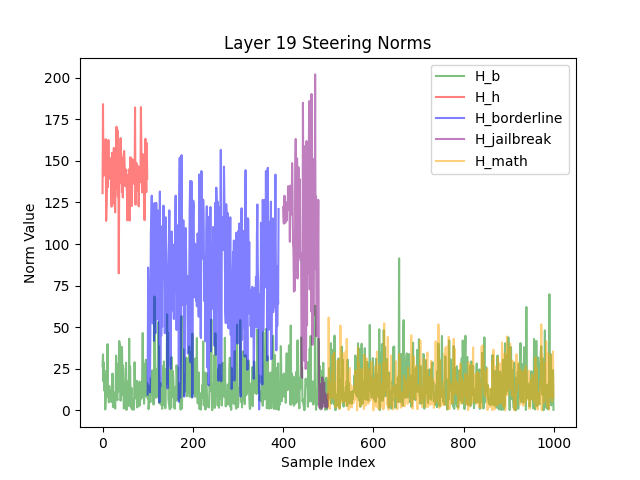 Layer 19 Steering Norms
200
175
150
125
100
75
50
25
0
Norm Value
H_b
H_h
H_borderline
H_jailbreak
H_math
0
200
400
600
800
1000
Sample Index